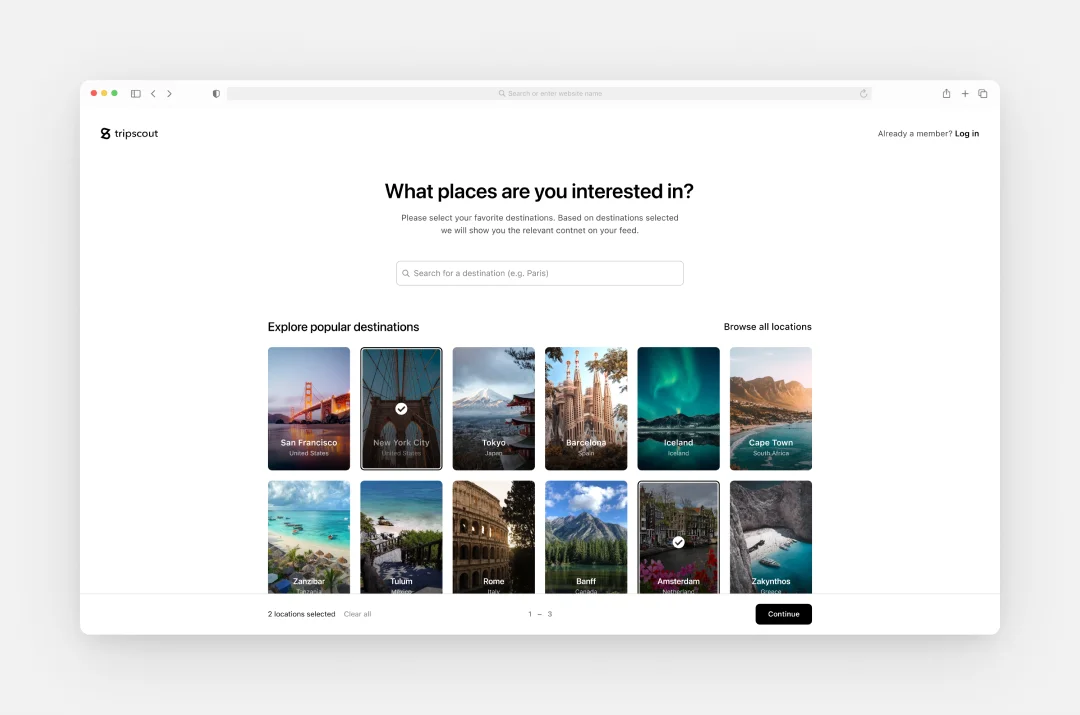 Search or enter website name
tripscout
Already a member? Log in
What places are you interested in?
Please select your favorite destinations. Based on destinations selected
we will show you the relevant contnet on your feed.
Search for a destination (e.g. Paris)
Explore popular destinations
Browse all locations
San Francisco
United States
New York City
United States
Tokyo
Japan
Barcelona
Spain
Iceland
Iceland
Cape Town
South Africa
Zanzibar
Tanzania
Tulum
México
Rome
Italy
Banff
Canada
Amsterdam
Netherland
Zakynthos
Greece
2 locations selected
Clear all
1 – 3
Continue